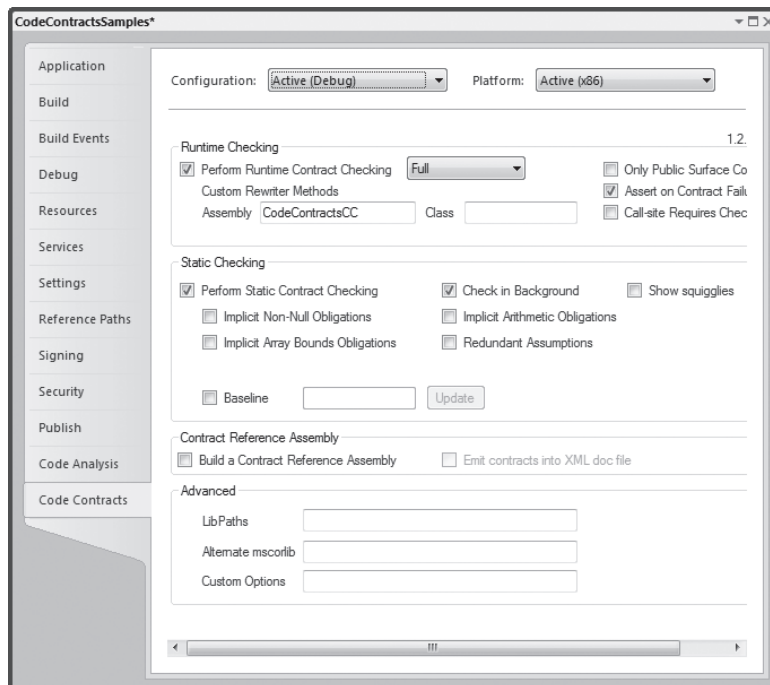 CodeContractsSamples*
Application
Build
Build Events
Debug
Resources
Services
Settings
Reference Paths
Signing
Security
Publish
Code Analysis
Code Contracts
Configuration: Active (Debug) Platform: Active (x86)
1.2.
Runtime Checking
Perform Runtime Contract Checking Full Only Public Surface Co
Custom Rewriter Methods Assert on Contract Failu
Assembly CodeContractsCC Class Call-site Requires Chec
Static Checking
Perform Static Contract Checking Check in Background Show squigglies
Implicit Non-Null Obligations Implicit Arithmetic Obligations
Implicit Array Bounds Obligations Redundant Assumptions
Baseline Update
Contract Reference Assembly
Build a Contract Reference Assembly Emit contracts into XML doc file
Advanced
LibPaths
Alternate mscorlib
Custom Options